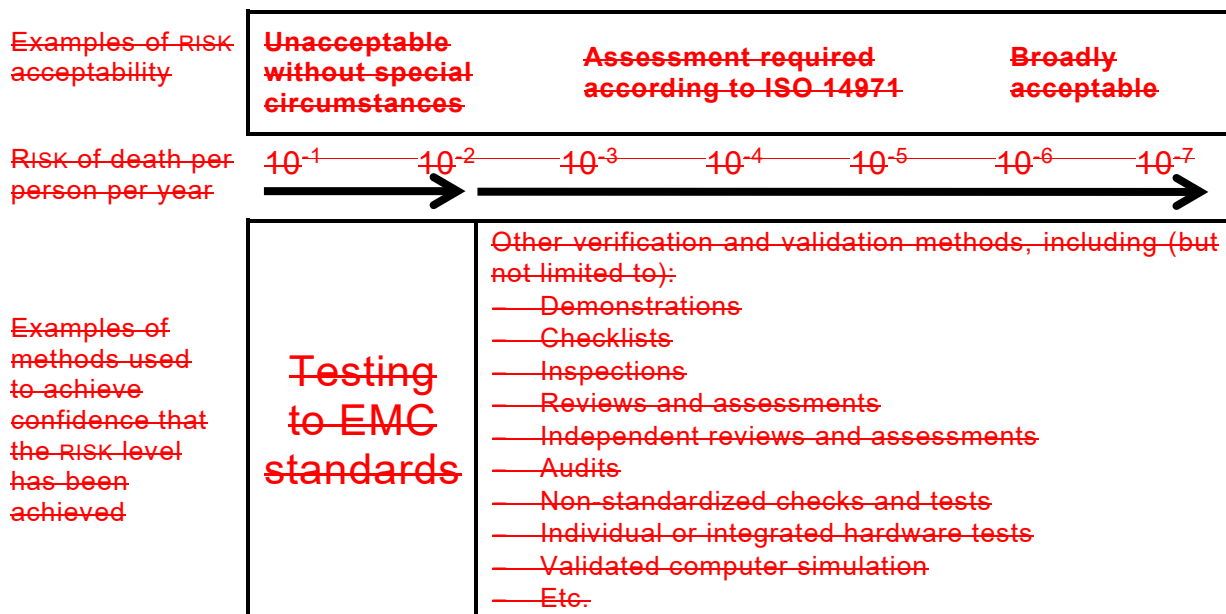 Examples of RISK
acceptability
Unacceptable
without special
circumstances
Assessment required
according to ISO 14971
Broadly
acceptable
RISK of death per
person per year
10⁻¹ 10⁻² 10⁻³ 10⁻⁴ 10⁻⁵ 10⁻⁶ 10⁻⁷
Examples of
methods used
to achieve
confidence that
the RISK level
has been
achieved
Testing
to EMC
standards
Other verification and validation methods, including (but
not limited to):
– Demonstrations
– Checklists
– Inspections
– Reviews and assessments
– Independent reviews and assessments
– Audits
– Non-standardized checks and tests
– Individual or integrated hardware tests
– Validated computer simulation
– Etc.